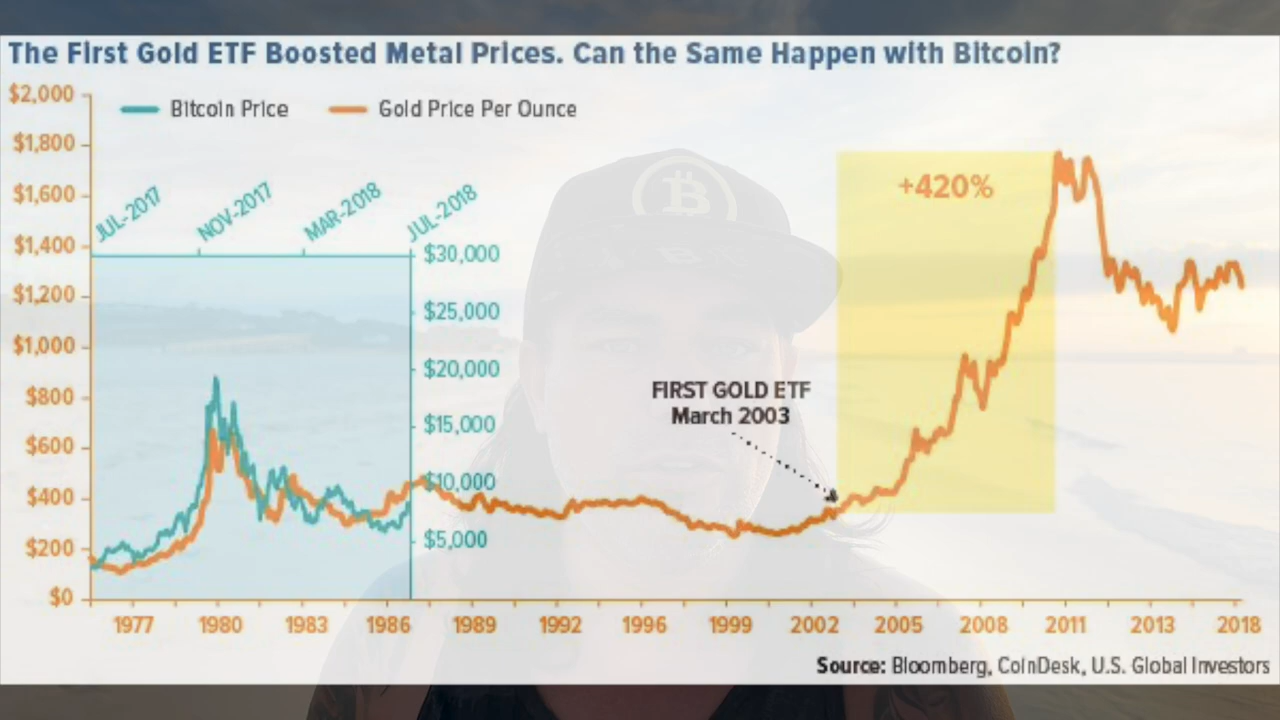 The First Gold ETF Boosted Metal Prices. Can the Same Happen with Bitcoin?
$2,000
Bitcoin Price
Gold Price Per Ounce
$1,800
$1,600
$1,400
$1,200
$1,000
$800
$600
$400
$200
$0
JUL-2017
NOV-2017
MAR-2018
JUL-2018
$30,000
$25,000
$20,000
$15,000
$10,000
$5,000
+420%
FIRST GOLD ETF
March 2003
1977 1980 1983 1986 1989 1992 1996 1999 2002 2005 2008 2011 2013 2018
Source: Bloomberg, CoinDesk, U.S. Global Investors